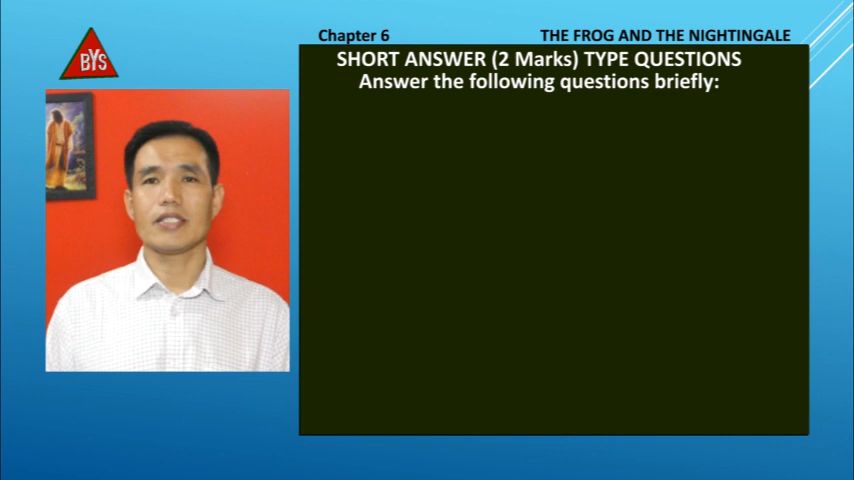 BYS
Chapter 6
THE FROG AND THE NIGHTINGALE
SHORT ANSWER (2 Marks) TYPE QUESTIONS
Answer the following questions briefly: